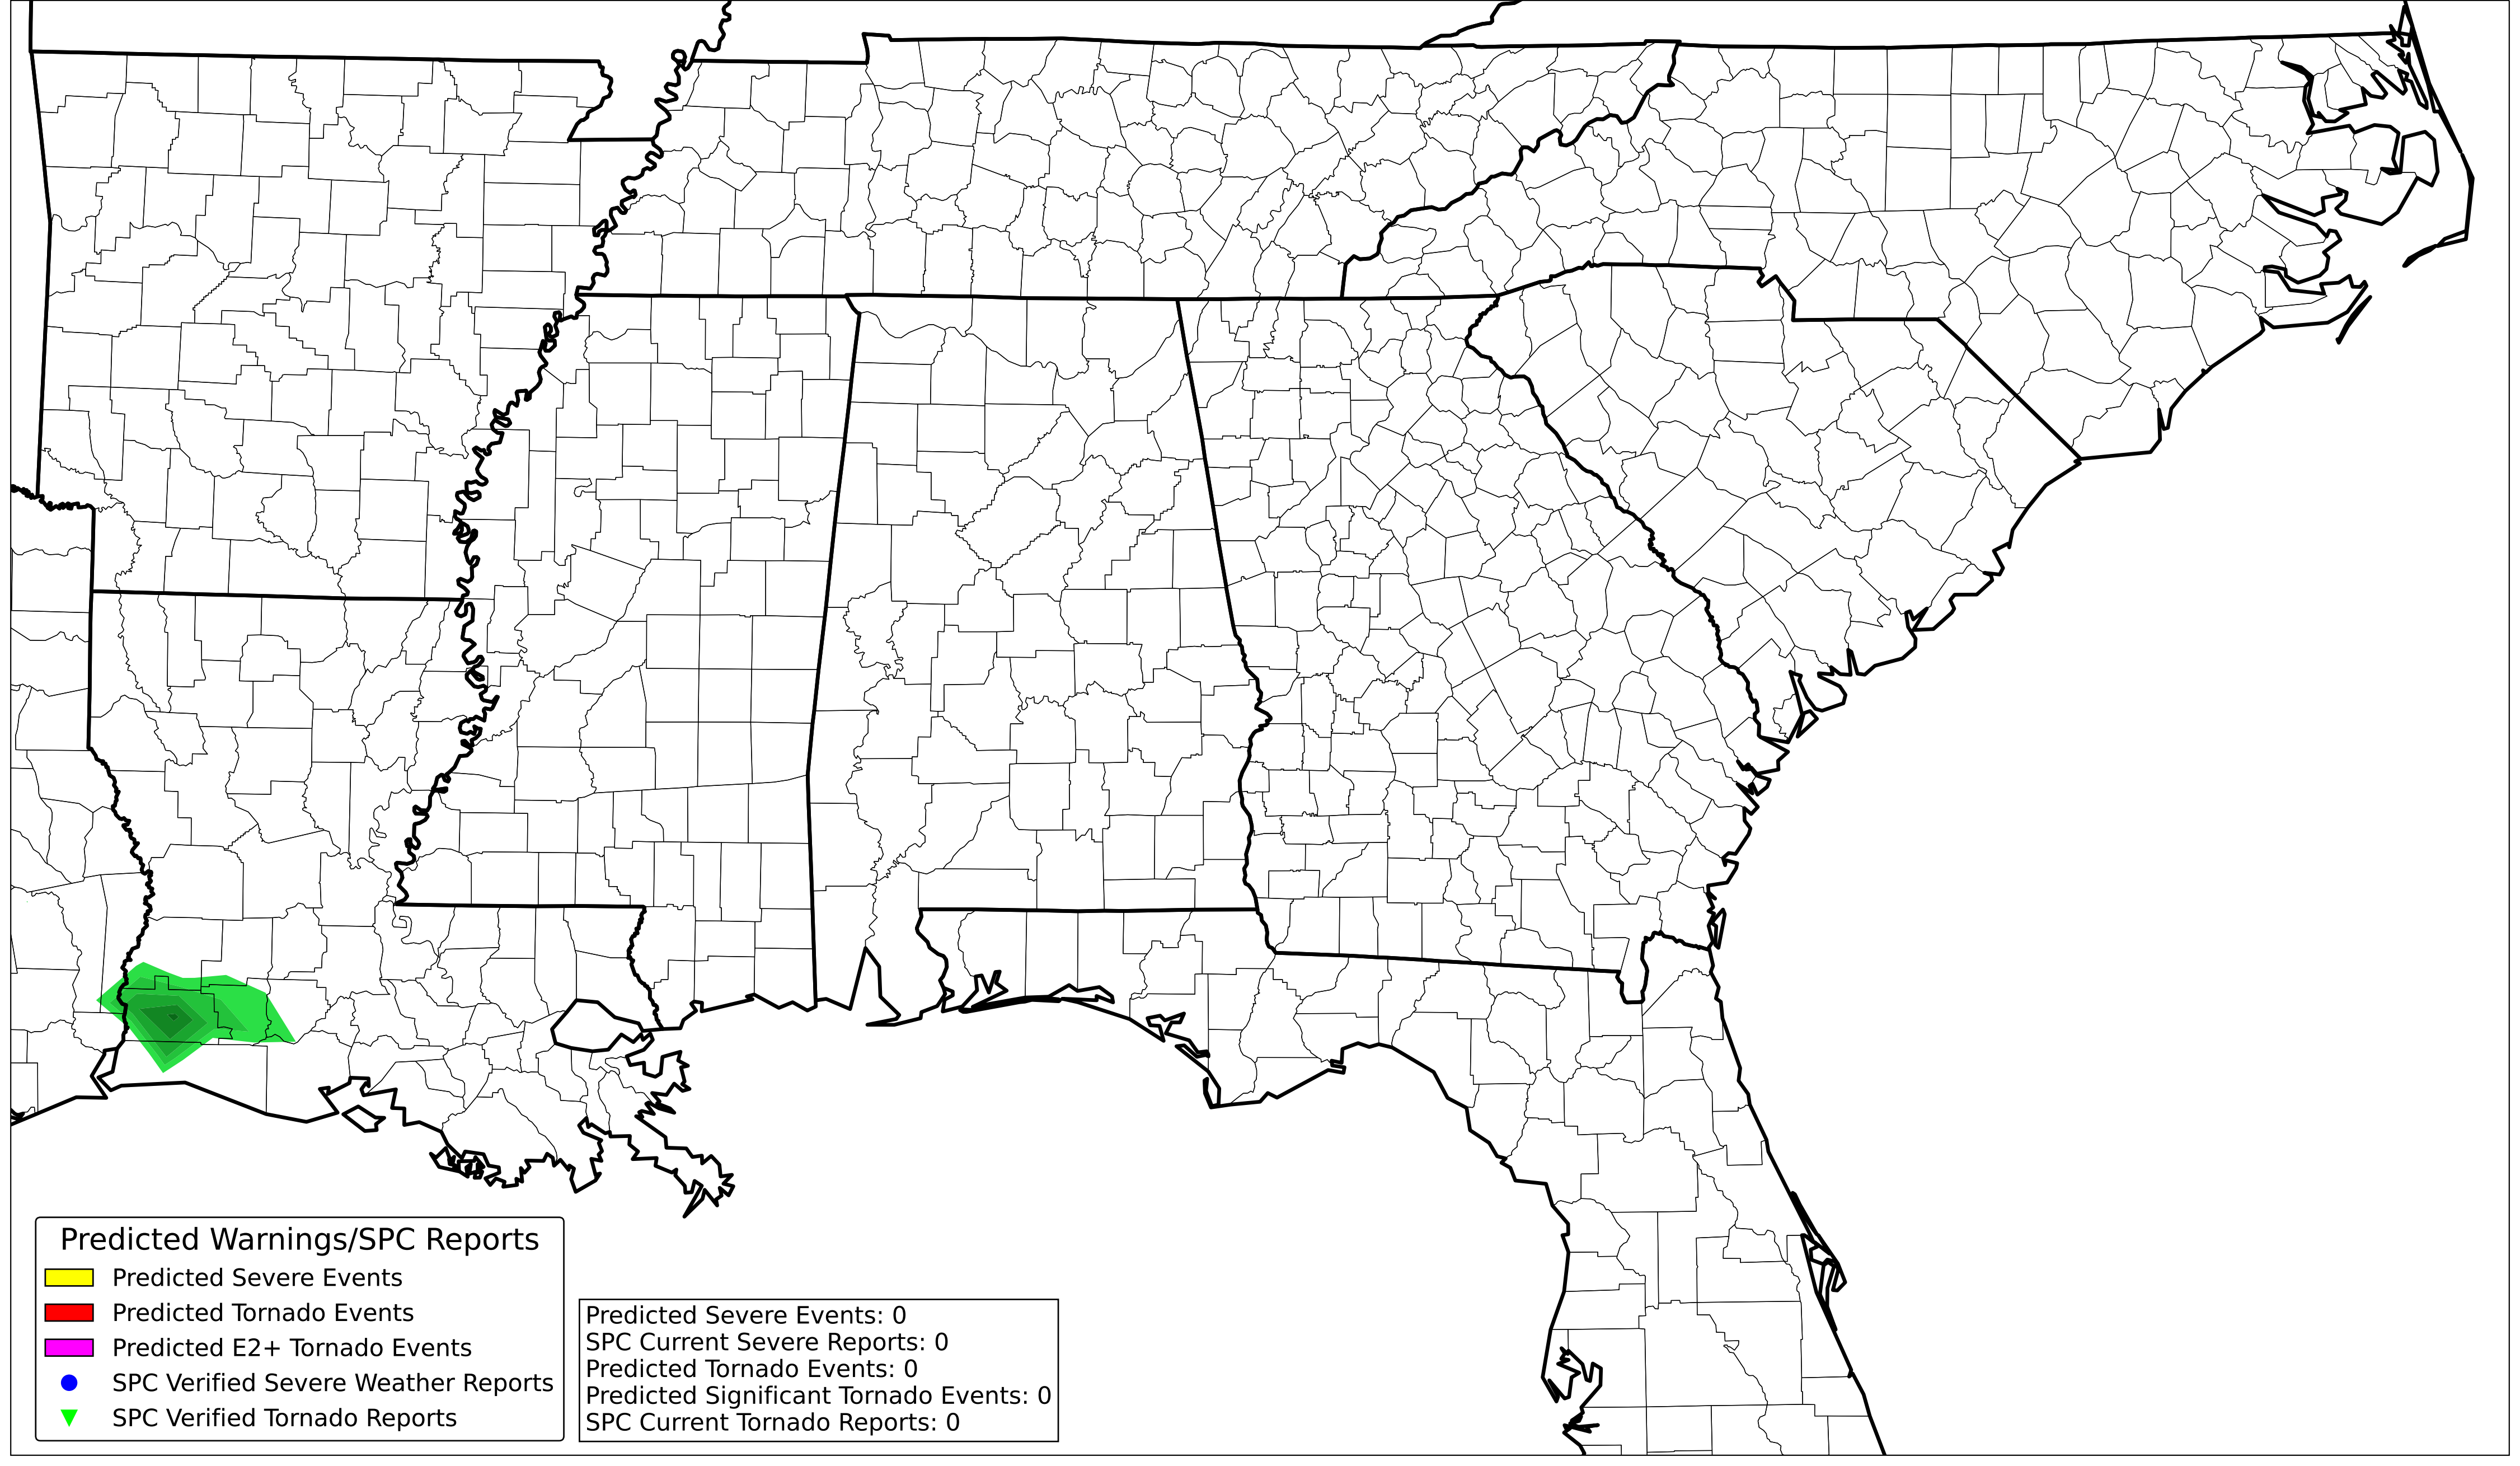 Predicted Warnings/SPC Reports
Predicted Severe Events
Predicted Tornado Events
Predicted E2+ Tornado Events
SPC Verified Severe Weather Reports
SPC Verified Tornado Reports
Predicted Severe Events: 0
SPC Current Severe Reports: 0
Predicted Tornado Events: 0
Predicted Significant Tornado Events: 0
SPC Current Tornado Reports: 0